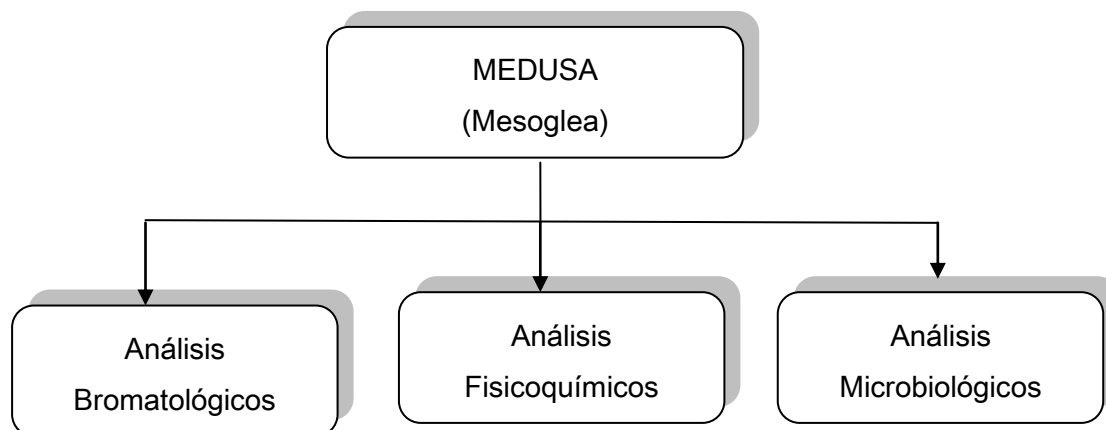 MEDUSA
(Mesoglea)
Análisis
Bromatológicos
Análisis
Fisicoquímicos
Análisis
Microbiológicos